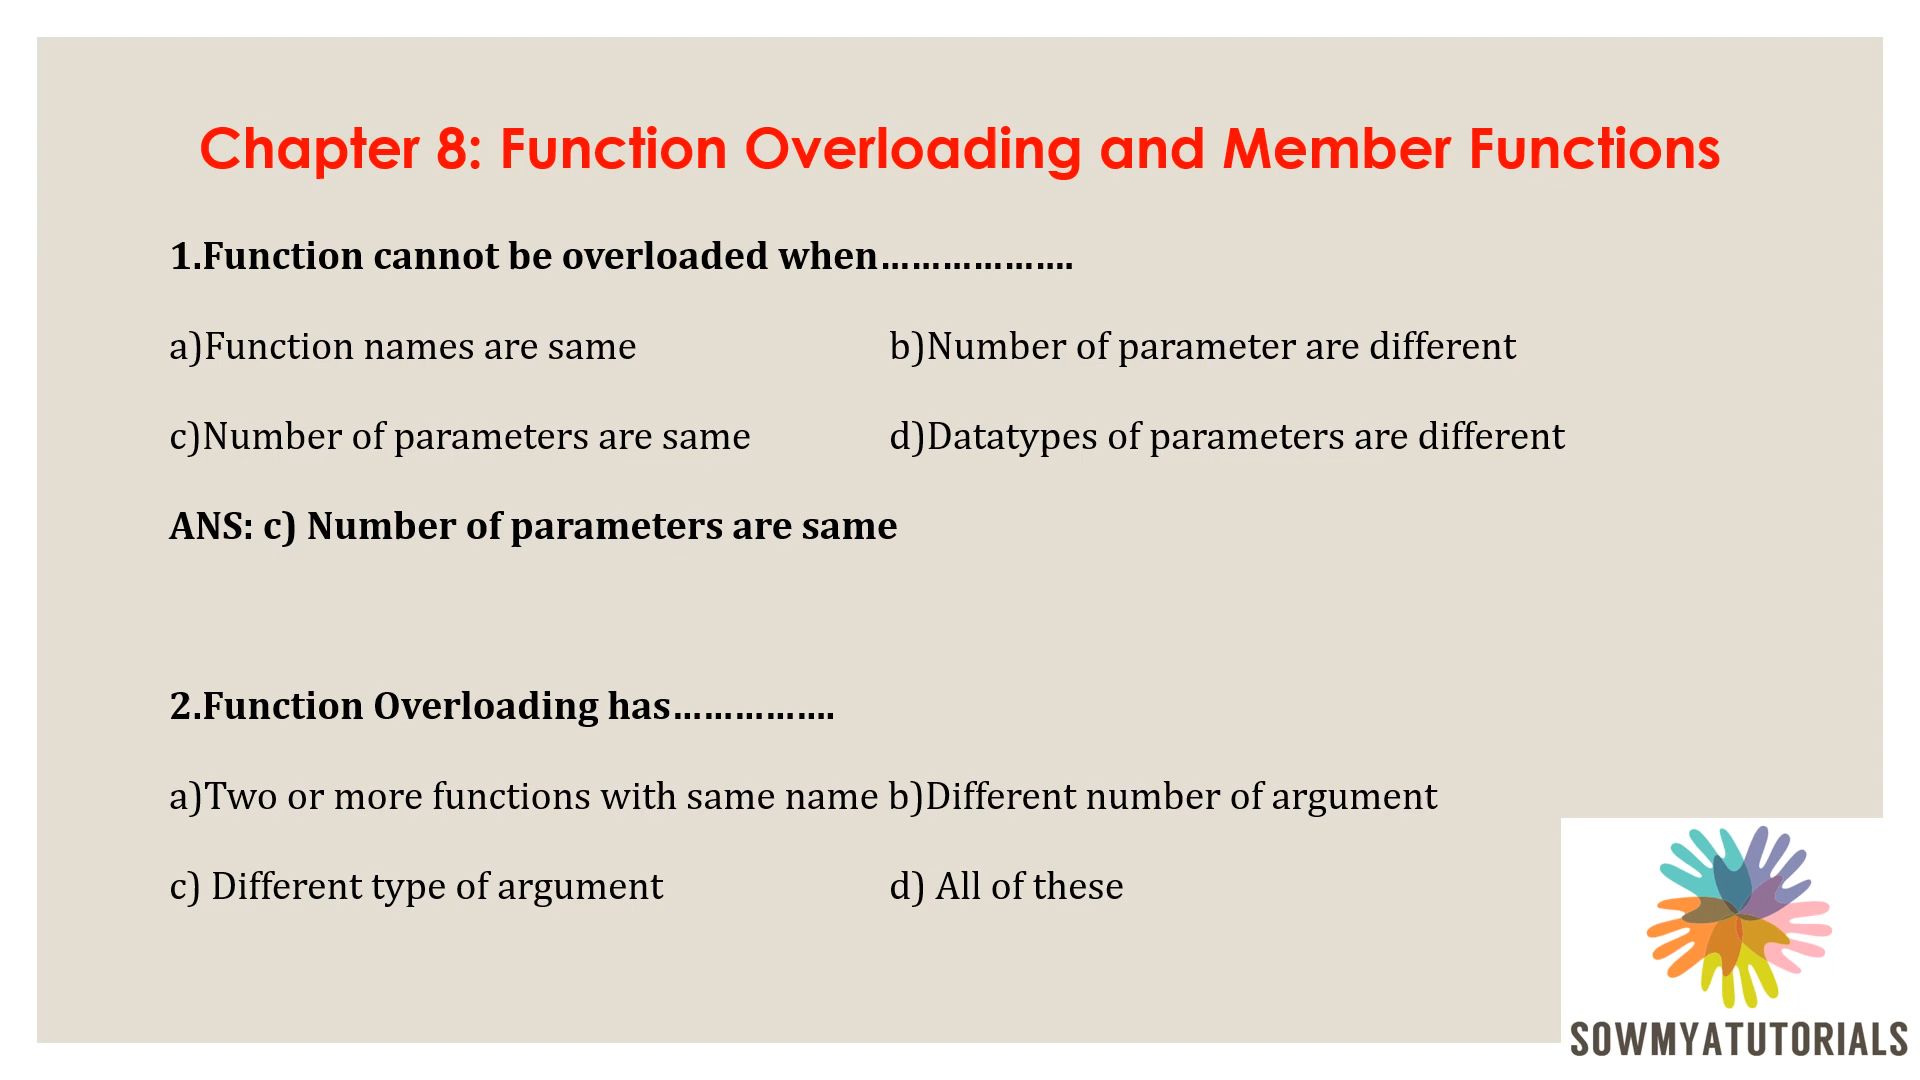 Chapter 8: Function Overloading and Member Functions
1.Function cannot be overloaded when……………….
a)Function names are same b)Number of parameter are different
c)Number of parameters are same d)Datatypes of parameters are different
ANS: c) Number of parameters are same
2.Function Overloading has…………….
a)Two or more functions with same name b)Different number of argument
c) Different type of argument d) All of these
SOWMYATUTORIALS